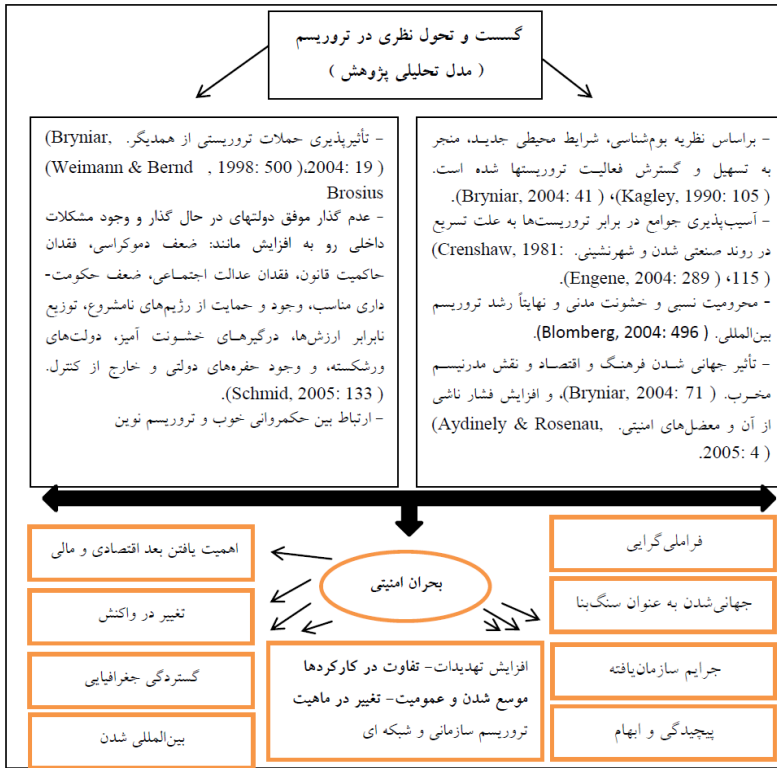 گسست و تحول نظری در تروریسم
( مدل تحلیلی پژوهش )
– براساس نظریه بوم‌شناسی، شرایط محیطی جدید، منجر
به تسهیل و گسترش فعالیت تروریستها شده است.
(Kagley, 1990: 105)، (Bryniar, 2004: 41).
– آسیب‌پذیری جوامع در برابر تروریست‌ها به علت تسریع
در روند صنعتی شدن و شهرنشینی. (Crenshaw, 1981:
115، ( Engene, 2004: 289).
– محرومیت نسبی و خشونت مدنی و نهایتاً رشد تروریسم
بین‌المللی. ( Blomberg, 2004: 496).
– تأثیر جهانی شدن فرهنگ و اقتصاد و نقش مدرنیسم
مخرب. ( Bryniar, 2004: 71)، و افزایش فشار ناشی
از آن و معضل‌های امنیتی. (Aydinely & Rosenau,
2005: 4 ).
– تأثیرپذیری حملات تروریستی از همدیگر. (Bryniar,
2004: 19 )، (Weimann & Bernd , 1998: 500)
Brosius
– عدم گذار موفق دولتهای در حال گذار و وجود مشکلات
داخلی رو به افزایش مانند: ضعف دموکراسی، فقدان
حاکمیت قانون، فقدان عدالت اجتماعی، ضعف حکومت-
داری مناسب، وجود و حمایت از رژیم‌های نامشروع، توزیع
نابرابر ارزش‌ها، درگیرهای خشونت آمیز، دولت‌های
ورشکسته، و وجود حفره‌های دولتی و خارج از کنترل.
( Schmid, 2005: 133).
– ارتباط بین حکمروانی خوب و تروریسم نوین
بحران امنیتی
فراملی‌گرایی
جهانی‌شدن به عنوان سنگ‌بنا
جرایم سازمان‌یافته
پیچیدگی و ابهام
افزایش تهدیدات- تفاوت در کارکردها
موسع شدن و عمومیت- تغییر در ماهیت
تروریسم سازمانی و شبکه ای
اهمیت یافتن بعد اقتصادی و مالی
تغییر در واکنش
گستردگی جغرافیایی
بین‌المللی شدن